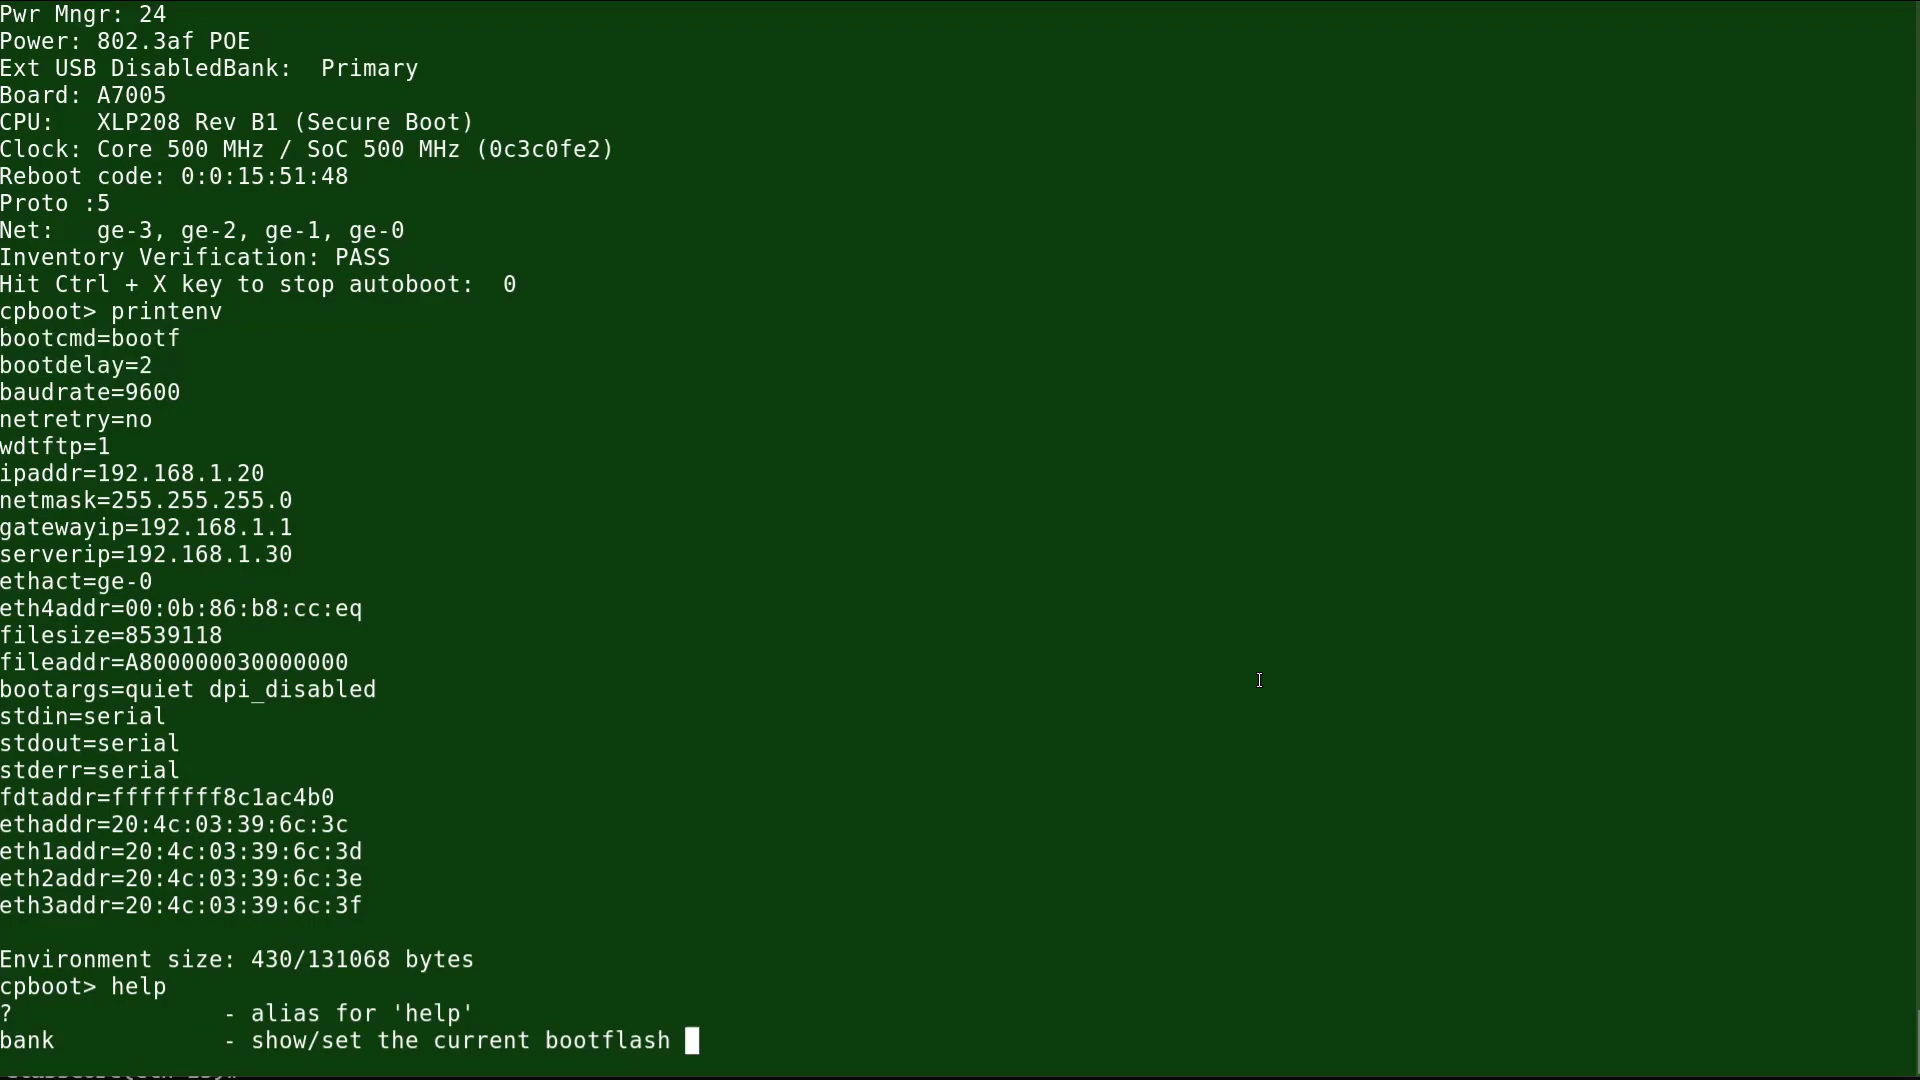 Pwr Mngr: 24
Power: 802.3af POE
Ext USB DisabledBank:  Primary
Board: A7005
CPU:   XLP208 Rev B1 (Secure Boot)
Clock: Core 500 MHz / SoC 500 MHz (0c3c0fe2)
Reboot code: 0:0:15:51:48
Proto :5
Net:   ge-3, ge-2, ge-1, ge-0
Inventory Verification: PASS
Hit Ctrl + X key to stop autoboot:  0
cpboot> printenv
bootcmd=bootf
bootdelay=2
baudrate=9600
netretry=no
wdtftp=1
ipaddr=192.168.1.20
netmask=255.255.255.0
gatewayip=192.168.1.1
serverip=192.168.1.30
ethact=ge-0
eth4addr=00:0b:86:b8:cc:eq
filesize=8539118
fileaddr=A800000030000000
bootargs=quiet dpi_disabled
stdin=serial
stdout=serial
stderr=serial
fdtaddr=ffffffff8c1ac4b0
ethaddr=20:4c:03:39:6c:3c
eth1addr=20:4c:03:39:6c:3d
eth2addr=20:4c:03:39:6c:3e
eth3addr=20:4c:03:39:6c:3f
Environment size: 430/131068 bytes
cpboot> help
?               - alias for 'help'
bank            - show/set the current bootflash